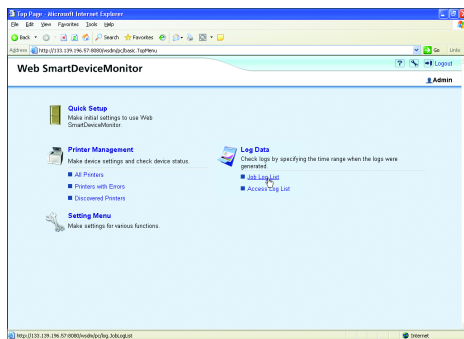 Top Page - Microsoft Internet Explorer
File Edit View Favorites Tools Help
Back Search Favorites
Address http://133.139.196.57:8080/wsdm/pc/basic.TopMenu Go Links
Web SmartDeviceMonitor
? Logout
Admin
Quick Setup
Make initial settings to use Web
SmartDeviceMonitor.
Printer Management
Make device settings and check device status.
All Printers
Printers with Errors
Discovered Printers
Log Data
Check logs by specifying the time range when the logs were
generated.
Job Log List
Access Log List
Setting Menu
Make settings for various functions.
http://133.139.196.57:8080/wsdm/pc/log.JobLogList Internet